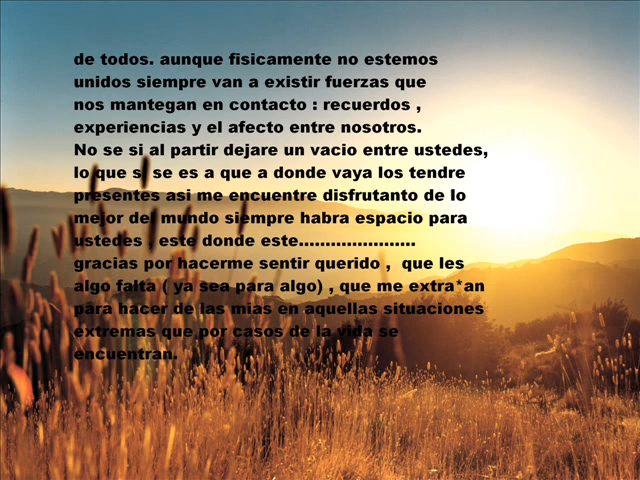 de todos. aunque fisicamente no estemos
unidos siempre van a existir fuerzas que
nos mantegan en contacto : recuerdos ,
experiencias y el afecto entre nosotros.
No se si al partir dejare un vacio entre ustedes,
lo que si se es a que a donde vaya los tendre
presentes asi me encuentre disfrutanto de lo
mejor del mundo siempre habra espacio para
ustedes , este donde este......................
gracias por hacerme sentir querido ,  que les
algo falta ( ya sea para algo) , que me extra*an
para hacer de las mias en aquellas situaciones
extremas que por casos de la vida se
encuentran.